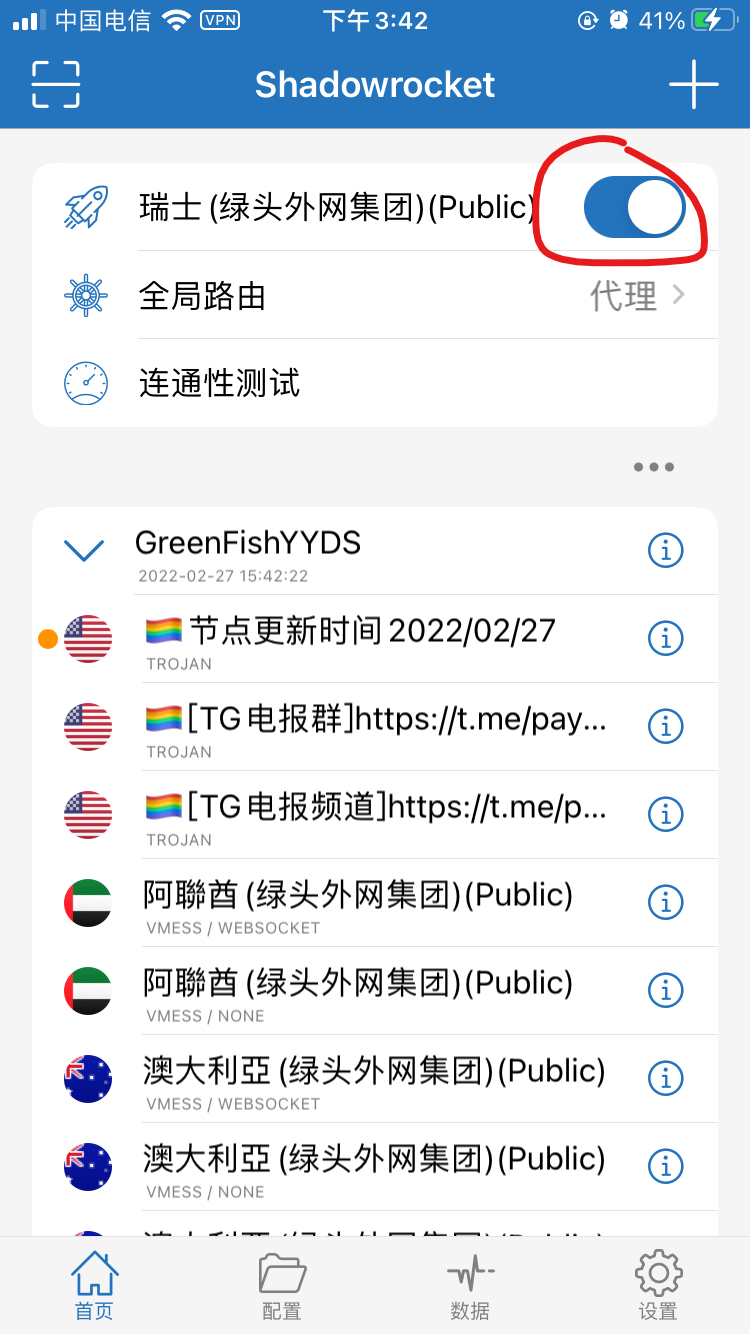 中国电信 VPN 下午3:42 41%
Shadowrocket
瑞士(绿头外网集团)(Public)
全局路由 代理
连通性测试
GreenFishYYDS
2022-02-27 15:42:22
节点更新时间2022/02/27
TROJAN
[TG电报群]https://t.me/pay...
TROJAN
[TG电报频道]https://t.me/p...
TROJAN
阿聯酋(绿头外网集团)(Public)
VMESS / WEBSOCKET
阿聯酋(绿头外网集团)(Public)
VMESS / NONE
澳大利亞(绿头外网集团)(Public)
VMESS / WEBSOCKET
澳大利亞(绿头外网集团)(Public)
VMESS / NONE
首页 配置 数据 设置